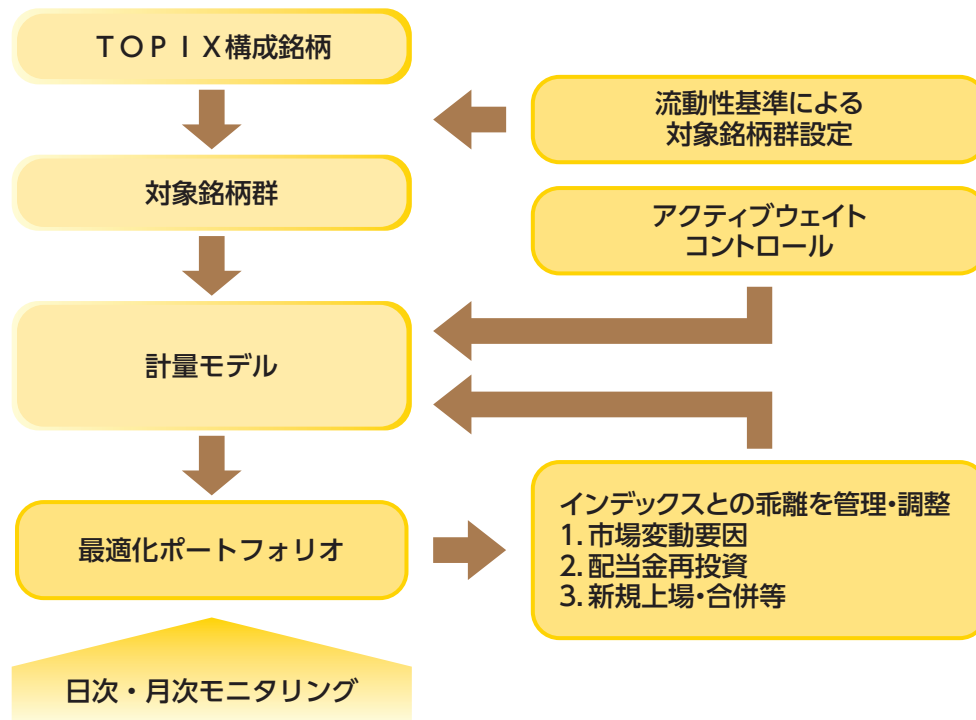 TOPIX構成銘柄
流動性基準による
対象銘柄群設定
対象銘柄群
アクティブウェイト
コントロール
計量モデル
最適化ポートフォリオ
インデックスとの乖離を管理・調整
1. 市場変動要因
2. 配当金再投資
3. 新規上場・合併等
日次・月次モニタリング